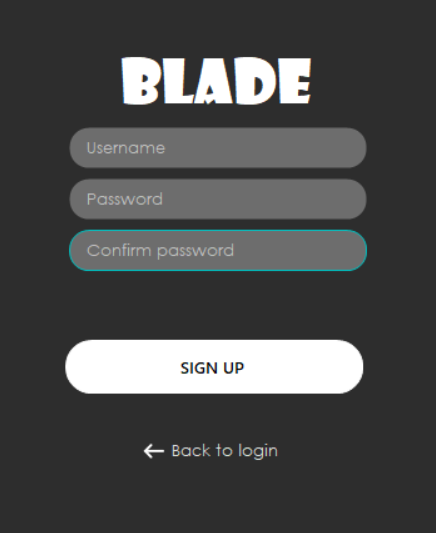 BLADE
Username
Password
Confirm password
SIGN UP
Back to login